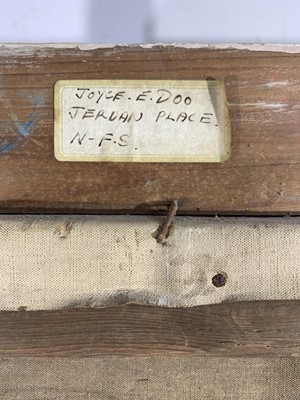 JOYCE. E. DOO
JERDAN PLACE.
N-F.S.